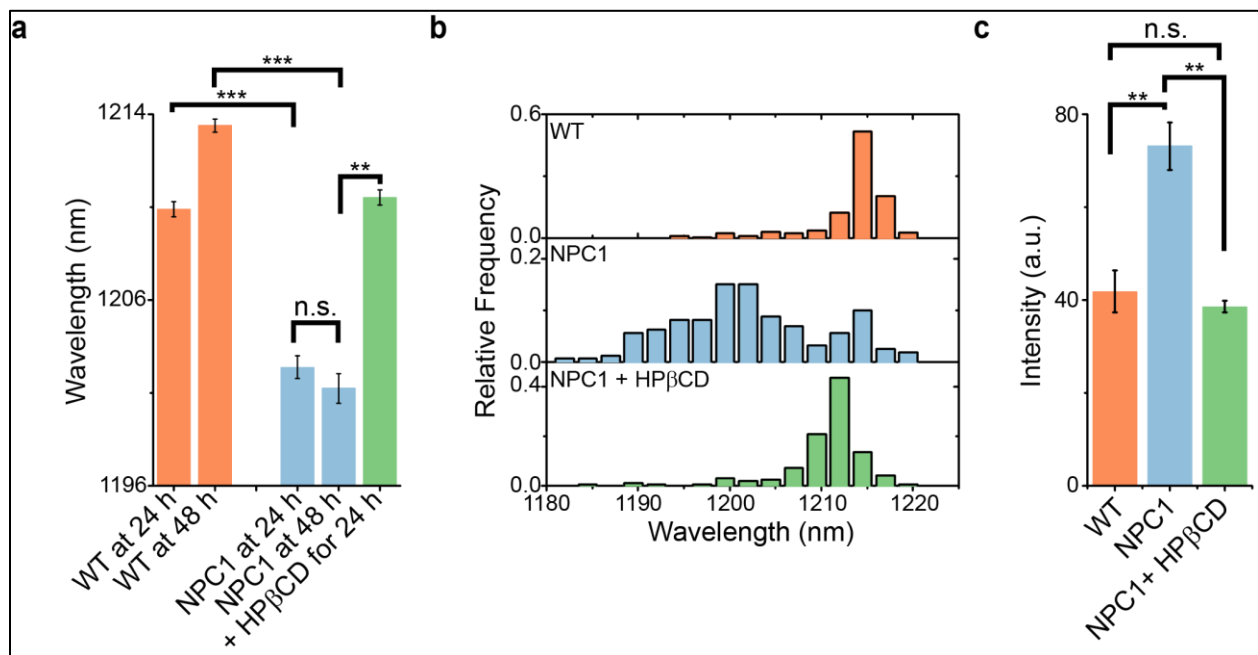 a
Wavelength (nm)
1214
1206
1196
***
***
**
n.s.
WT at 24 h
WT at 48 h
NPC1 at 24 h
NPC1 at 48 h
+ HPβCD for 24 h
b
Relative Frequency
0.6
WT
0.0
0.2
NPC1
0.0
NPC1 + HPβCD
0.4
0.0
1180
1190
1200
1210
1220
Wavelength (nm)
c
Intensity (a.u.)
n.s.
**
**
80
40
0
WT
NPC1
NPC1+ HPβCD